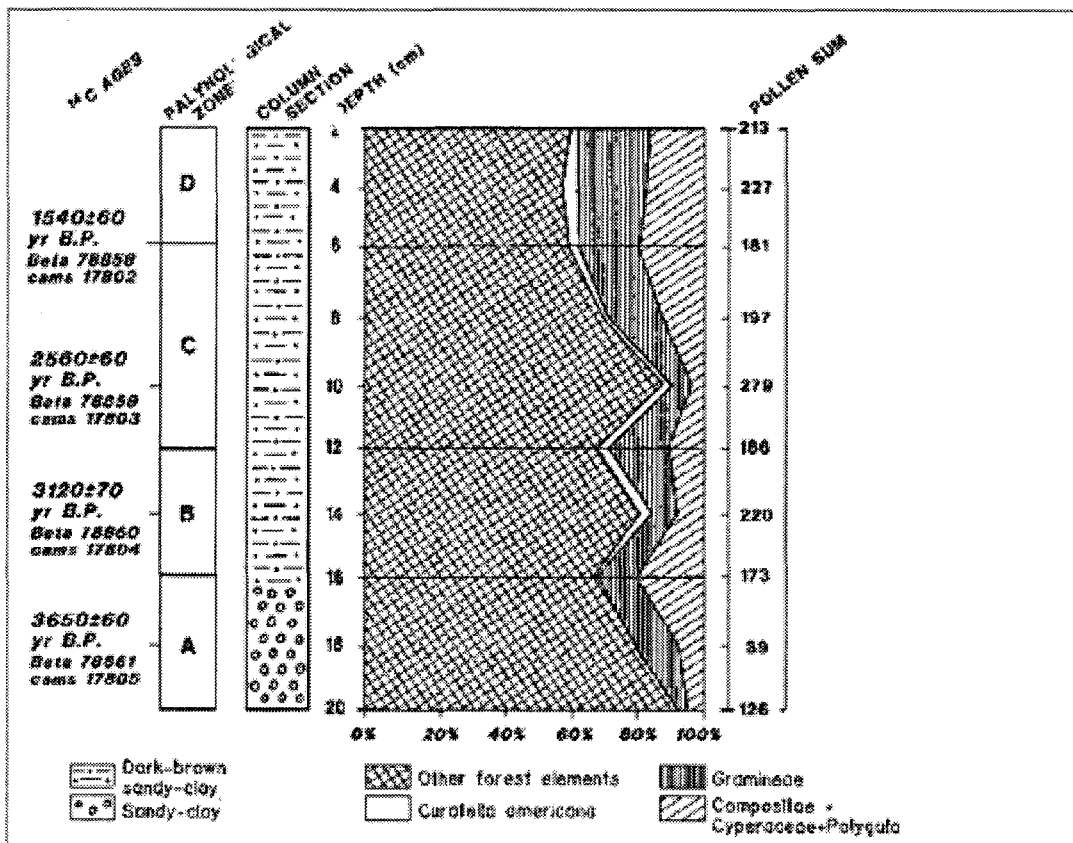 ¹⁴C AGES
PALYNOLOGICAL
ZONE
COLUMN
SECTION
DEPTH (cm)
POLLEN SUM
D
C
B
A
1540±60
yr B.P.
Beta 78858
cams 17802
2560±60
yr B.P.
Beta 78859
cams 17803
3120±70
yr B.P.
Beta 78860
cams 17804
3650±60
yr B.P.
Beta 78861
cams 17805
2
4
6
8
10
12
14
16
18
20
0%
20%
40%
60%
80%
100%
213
227
181
197
279
186
220
173
126
Dark-brown
sandy-clay
Sandy-clay
Other forest elements
Curatella americana
Gramineae
Compositae +
Cyperaceae+Polygala